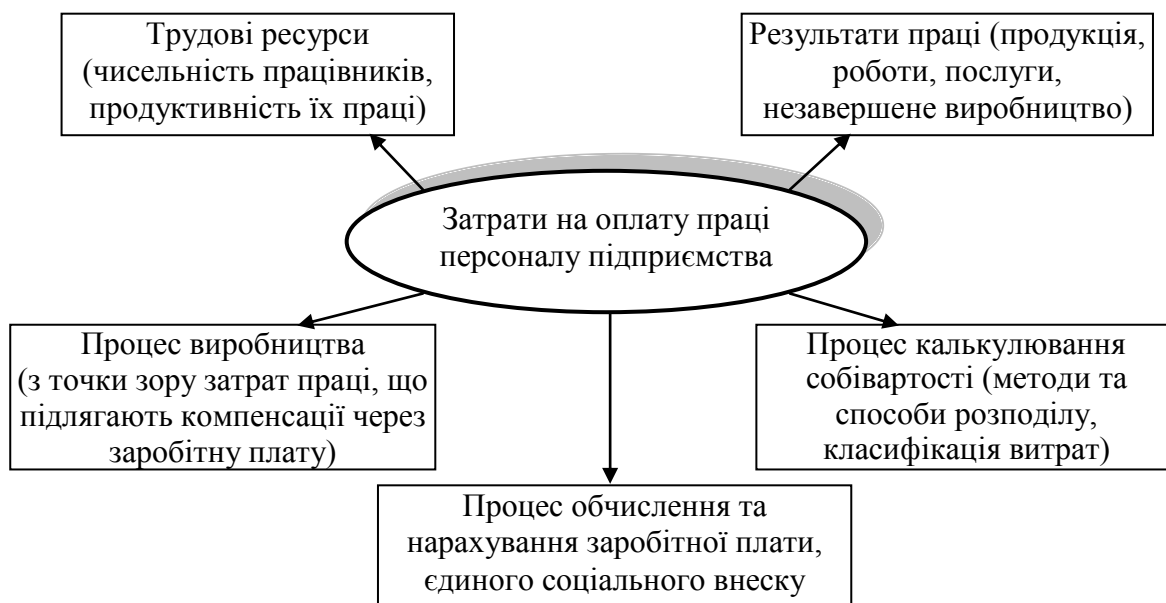 Трудові ресурси
(чисельність працівників,
продуктивність їх праці)
Результати праці (продукція,
роботи, послуги,
незавершене виробництво)
Затрати на оплату праці
персоналу підприємства
Процес виробництва
(з точки зору затрат праці, що
підлягають компенсації через
заробітну плату)
Процес калькулювання
собівартості (методи та
способи розподілу,
класифікація витрат)
Процес обчислення та
нарахування заробітної плати,
єдиного соціального внеску